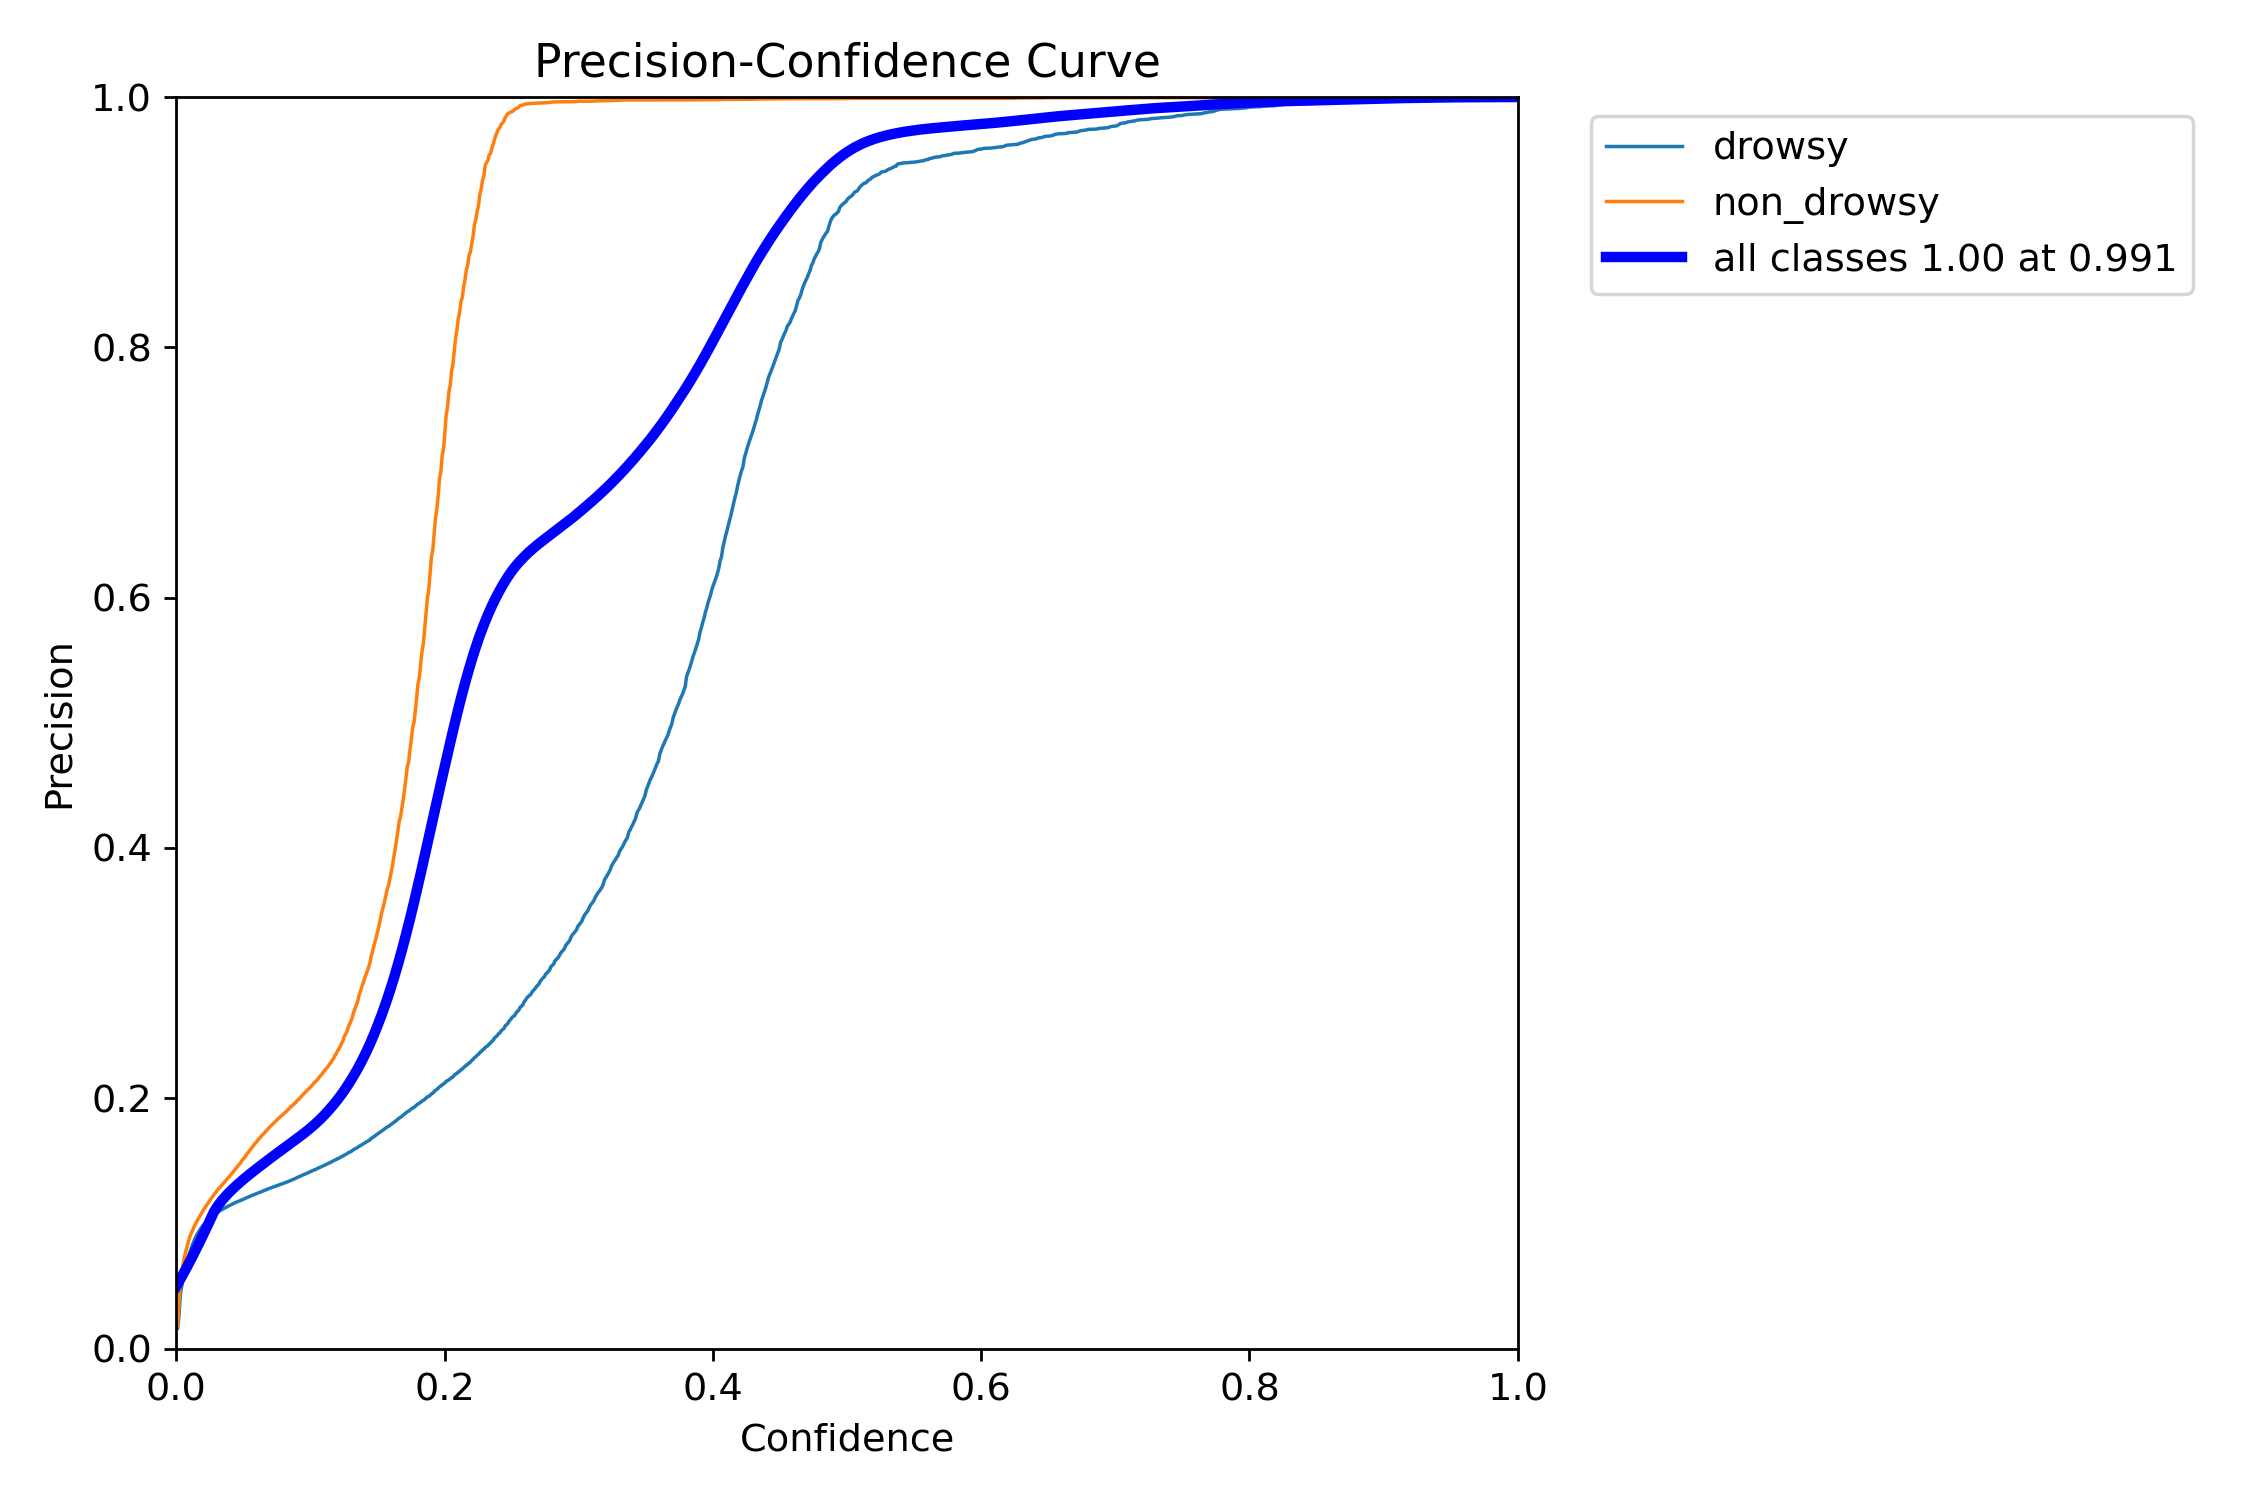 Precision-Confidence Curve
1.0
0.8
0.6
0.4
0.2
0.0
Precision
0.0 0.2 0.4 0.6 0.8 1.0
Confidence
drowsy
non_drowsy
all classes 1.00 at 0.991